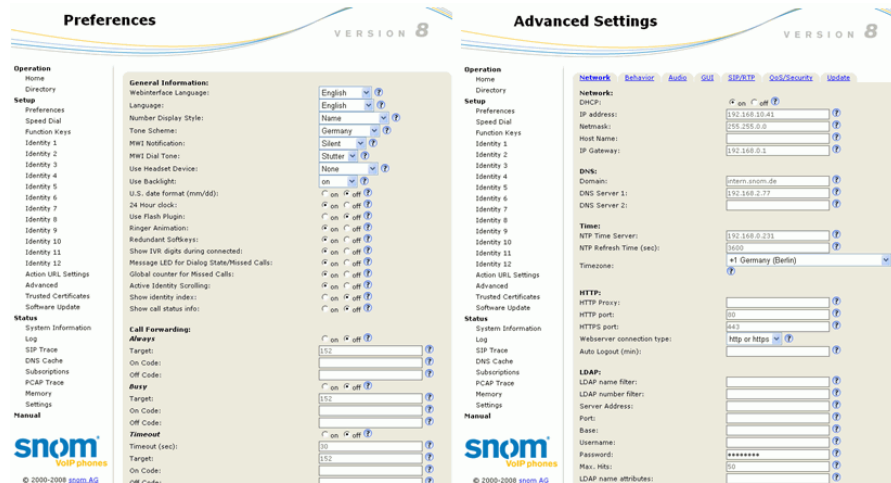 Preferences
VERSION 8
Operation
Home
Directory
Setup
Preferences
Speed Dial
Function Keys
Identity 1
Identity 2
Identity 3
Identity 4
Identity 5
Identity 6
Identity 7
Identity 8
Identity 9
Identity 10
Identity 11
Identity 12
Action URL Settings
Advanced
Trusted Certificates
Software Update
Status
System Information
Log
SIP Trace
DNS Cache
Subscriptions
PCAP Trace
Memory
Settings
Manual
snom
VoIP phones
© 2000-2008 snom AG
General Information:
Webinterface Language: English
Language: English
Number Display Style: Name
Tone Scheme: Germany
MWI Notification: Silent
MWI Dial Tone: Stutter
Use Headset Device: None
Use Backlight: on
U.S. date format (mm/dd): on off
24 Hour clock: on off
Use Flash Plugin: on off
Ringer Animation: on off
Redundant Softkeys: on off
Show IVR digits during connected: on off
Message LED for Dialog State/Missed Calls: on off
Global counter for Missed Calls: on off
Active Identity Scrolling: on off
Show identity index: on off
Show call status info: on off
Call Forwarding:
Always on off
Target: 152
On Code:
Off Code:
Busy on off
Target: 152
On Code:
Off Code:
Timeout on off
Timeout (sec): 30
Target: 152
On Code:
Off Code:
Advanced Settings
VERSION 8
Operation
Home
Directory
Setup
Preferences
Speed Dial
Function Keys
Identity 1
Identity 2
Identity 3
Identity 4
Identity 5
Identity 6
Identity 7
Identity 8
Identity 9
Identity 10
Identity 11
Identity 12
Action URL Settings
Advanced
Trusted Certificates
Software Update
Status
System Information
Log
SIP Trace
DNS Cache
Subscriptions
PCAP Trace
Memory
Settings
Manual
snom
VoIP phones
© 2000-2008 snom AG
Network Behavior Audio GUI SIP/RTP QoS/Security Update
Network:
DHCP: on off
IP address: 192.168.10.41
Netmask: 255.255.0.0
Host Name:
IP Gateway: 192.168.0.1
DNS:
Domain: intern.snom.de
DNS Server 1: 192.168.2.77
DNS Server 2:
Time:
NTP Time Server: 192.168.0.231
NTP Refresh Time (sec): 3600
Timezone: +1 Germany (Berlin)
HTTP:
HTTP Proxy:
HTTP port: 80
HTTPS port: 443
Webserver connection type: http or https
Auto Logout (min):
LDAP:
LDAP name filter:
LDAP number filter:
Server Address:
Port:
Base:
Username:
Password: ********
Max. Hits: 50
LDAP name attributes: